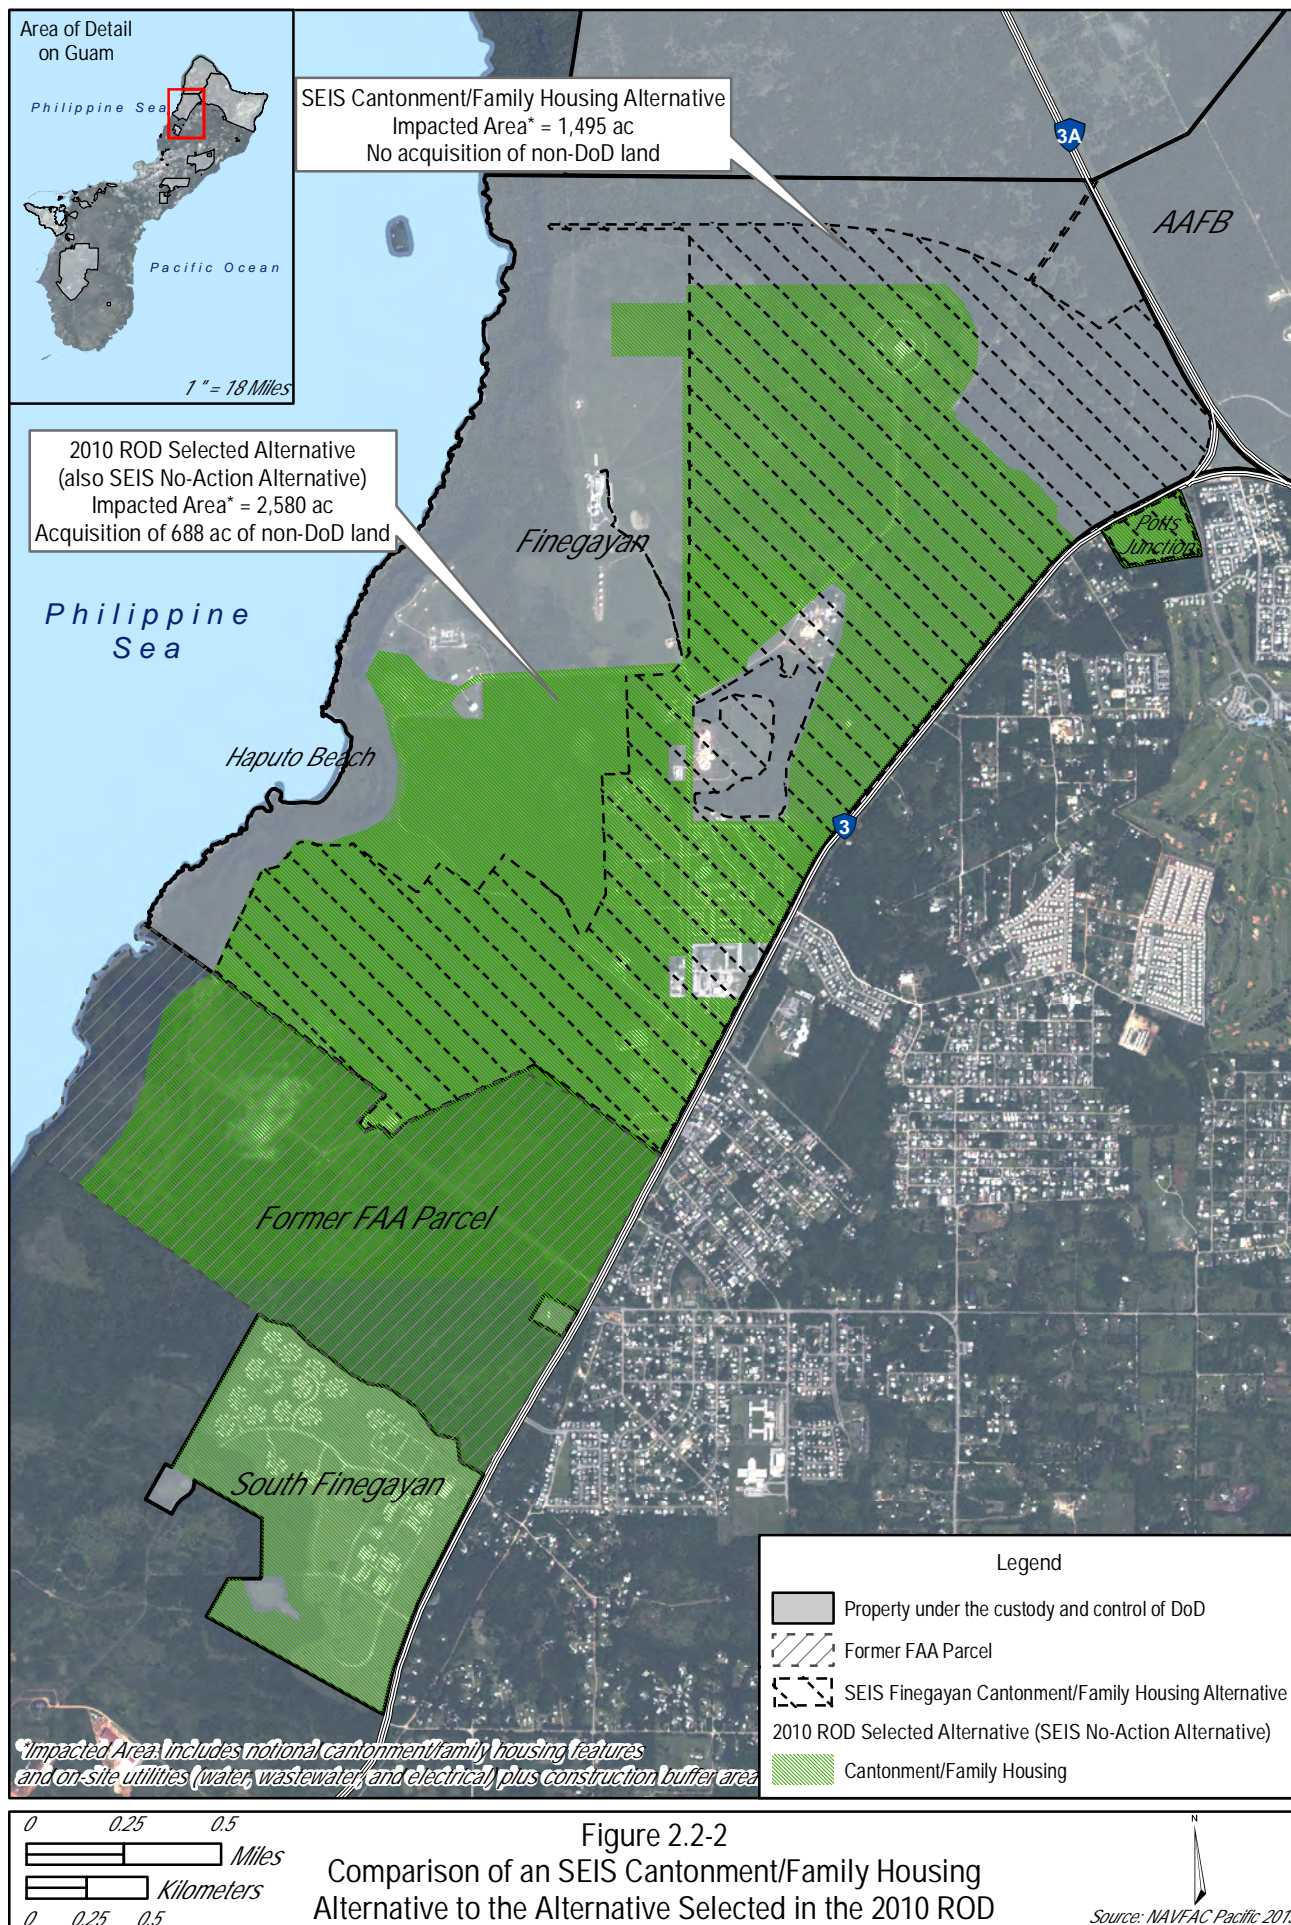 Area of Detail
on Guam
Philippine Sea
Pacific Ocean
1 " = 18 Miles
SEIS Cantonment/Family Housing Alternative
Impacted Area* = 1,495 ac
No acquisition of non-DoD land
3A
AAFB
2010 ROD Selected Alternative
(also SEIS No-Action Alternative)
Impacted Area* = 2,580 ac
Acquisition of 688 ac of non-DoD land
Finegayan
Potts
Junction
Philippine
Sea
Haputo Beach
3
Former FAA Parcel
South Finegayan
Legend
Property under the custody and control of DoD
Former FAA Parcel
SEIS Finegayan Cantonment/Family Housing Alternative
2010 ROD Selected Alternative (SEIS No-Action Alternative)
Cantonment/Family Housing
*Impacted Area: Includes notional cantonment/family housing features
and on-site utilities (water, wastewater, and electrical) plus construction buffer area
0 0.25 0.5
Miles
Kilometers
0 0.25 0.5
Figure 2.2-2
Comparison of an SEIS Cantonment/Family Housing
Alternative to the Alternative Selected in the 2010 ROD
N
Source: NAVFAC Pacific